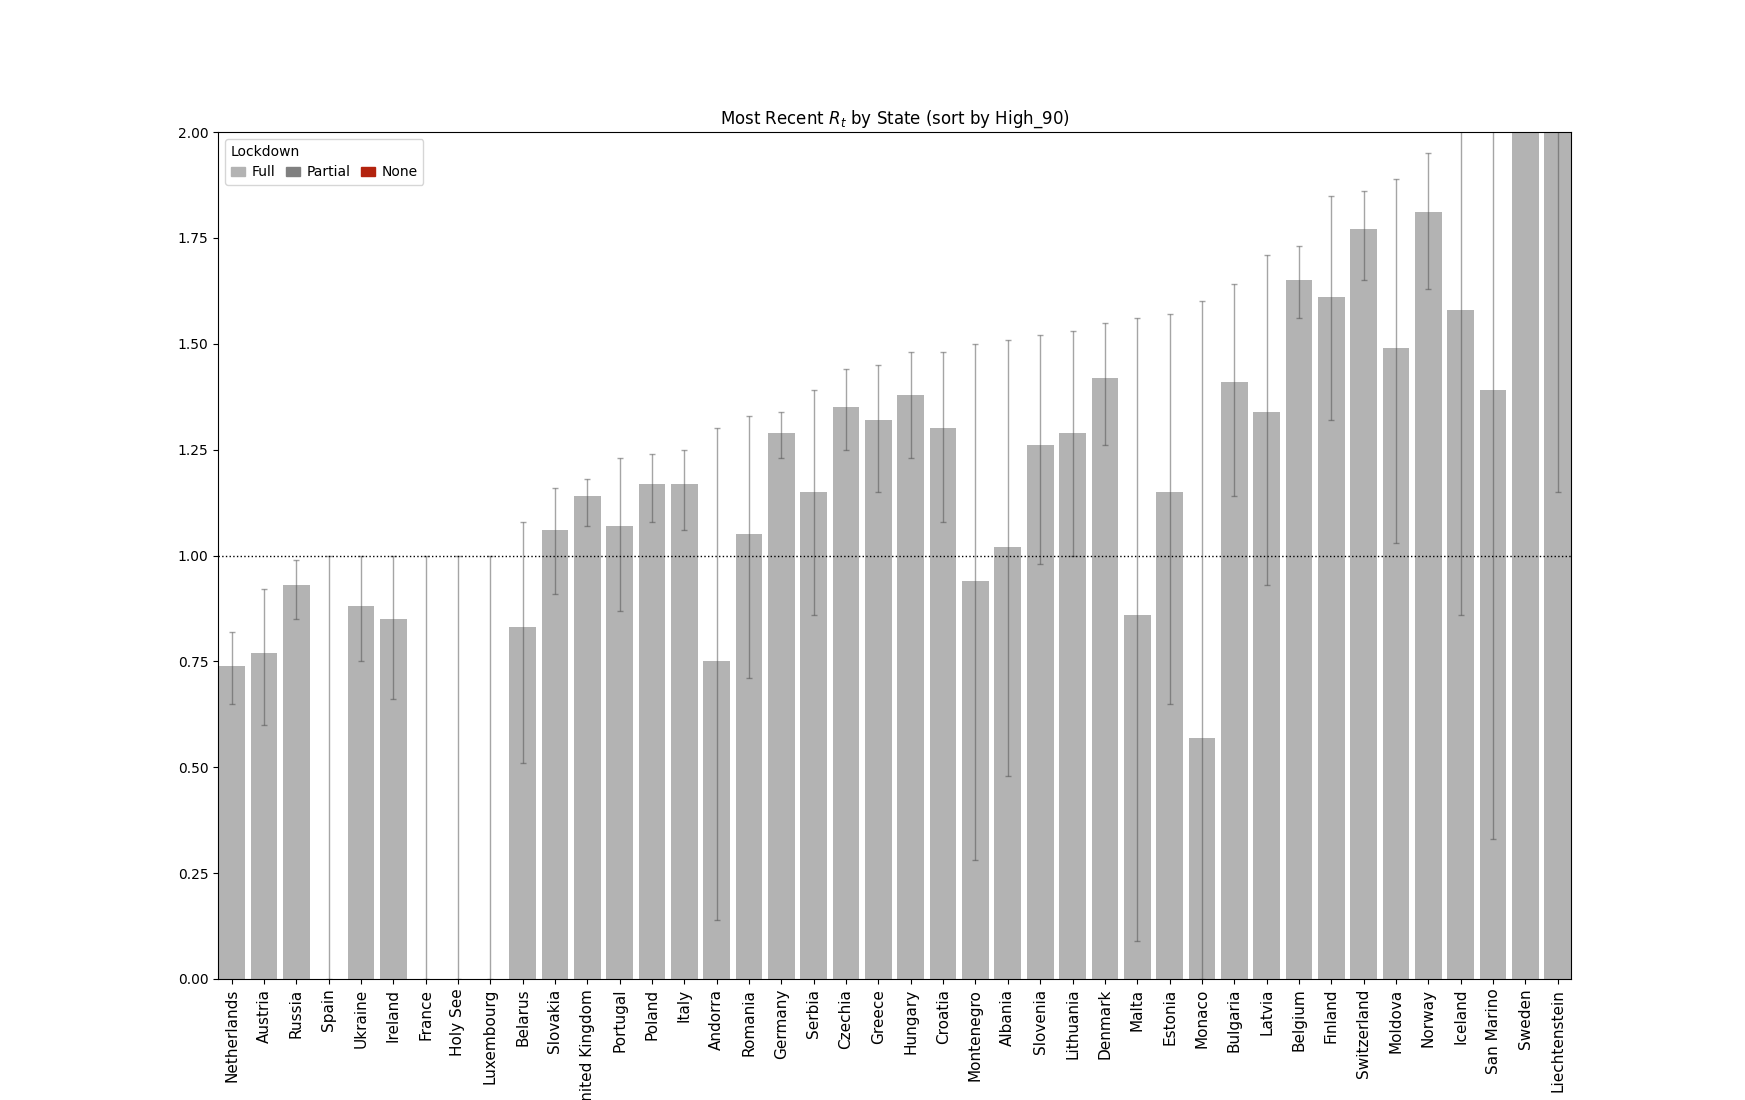 Most Recent R_t by State (sort by High_90)
Lockdown
Full Partial None
2.00
1.75
1.50
1.25
1.00
0.75
0.50
0.25
0.00
Netherlands
Austria
Russia
Spain
Ukraine
Ireland
France
Holy See
Luxembourg
Belarus
Slovakia
nited Kingdom
Portugal
Poland
Italy
Andorra
Romania
Germany
Serbia
Czechia
Greece
Hungary
Croatia
Montenegro
Albania
Slovenia
Lithuania
Denmark
Malta
Estonia
Monaco
Bulgaria
Latvia
Belgium
Finland
Switzerland
Moldova
Norway
Iceland
San Marino
Sweden
Liechtenstein